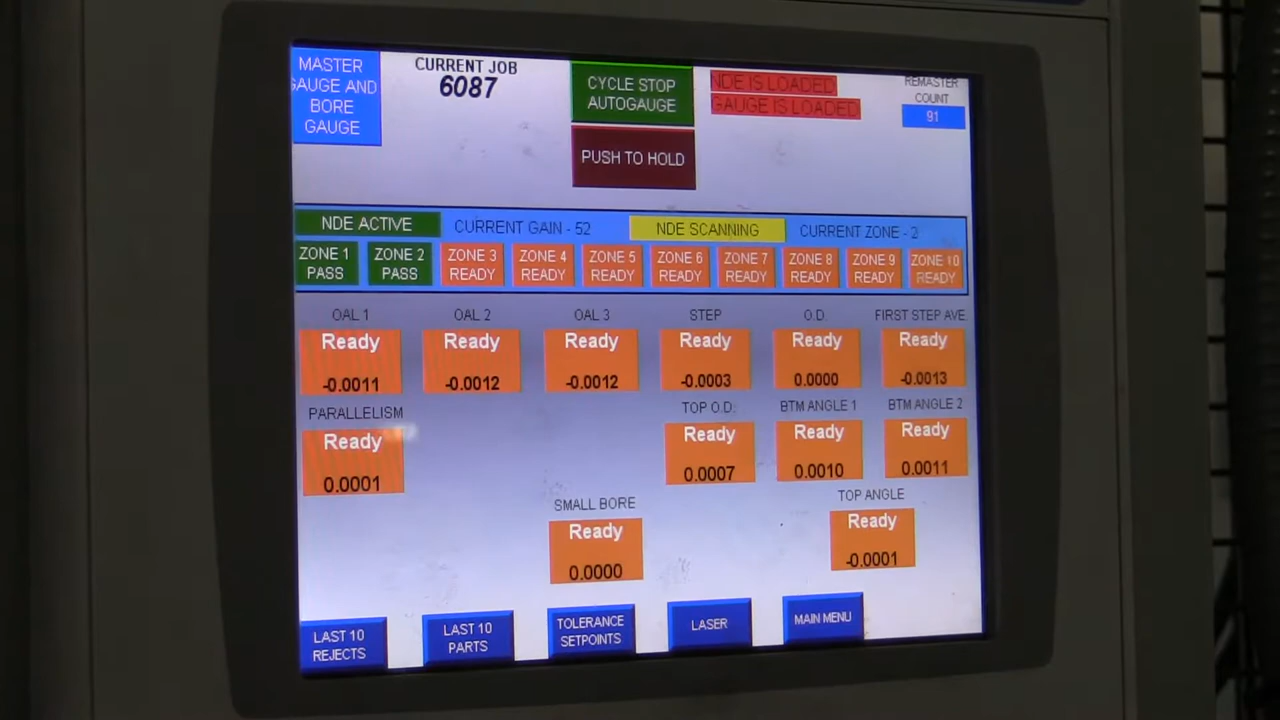 MASTER
GAUGE AND
BORE
GAUGE
CURRENT JOB
6087
CYCLE STOP
AUTOGAUGE
PUSH TO HOLD
NDE IS LOADED
GAUGE IS LOADED
REMASTER
COUNT
91
NDE ACTIVE
CURRENT GAIN - 52
NDE SCANNING
CURRENT ZONE - 2
ZONE 1
PASS
ZONE 2
PASS
ZONE 3
READY
ZONE 4
READY
ZONE 5
READY
ZONE 6
READY
ZONE 7
READY
ZONE 8
READY
ZONE 9
READY
ZONE 10
READY
OAL 1
Ready
-0.0011
OAL 2
Ready
-0.0012
OAL 3
Ready
-0.0012
STEP
Ready
-0.0003
O.D.
Ready
0.0000
FIRST STEP AVE.
Ready
-0.0013
PARALLELISM
Ready
0.0001
TOP O.D.
Ready
0.0007
BTM ANGLE 1
Ready
0.0010
BTM ANGLE 2
Ready
0.0011
SMALL BORE
Ready
0.0000
TOP ANGLE
Ready
-0.0001
LAST 10
REJECTS
LAST 10
PARTS
TOLERANCE
SETPOINTS
LASER
MAIN MENU